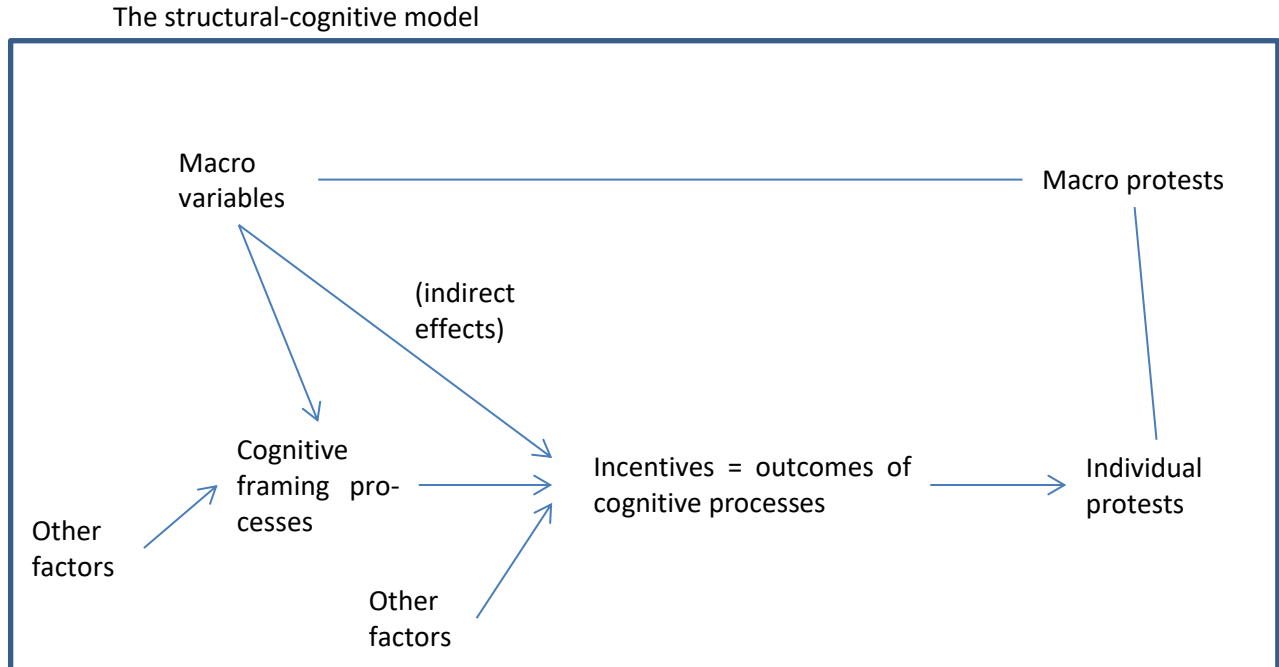 The structural-cognitive model
Macro
variables
Macro protests
(indirect
effects)
Cognitive
framing pro-
cesses
Incentives = outcomes of
cognitive processes
Individual
protests
Other
factors
Other
factors